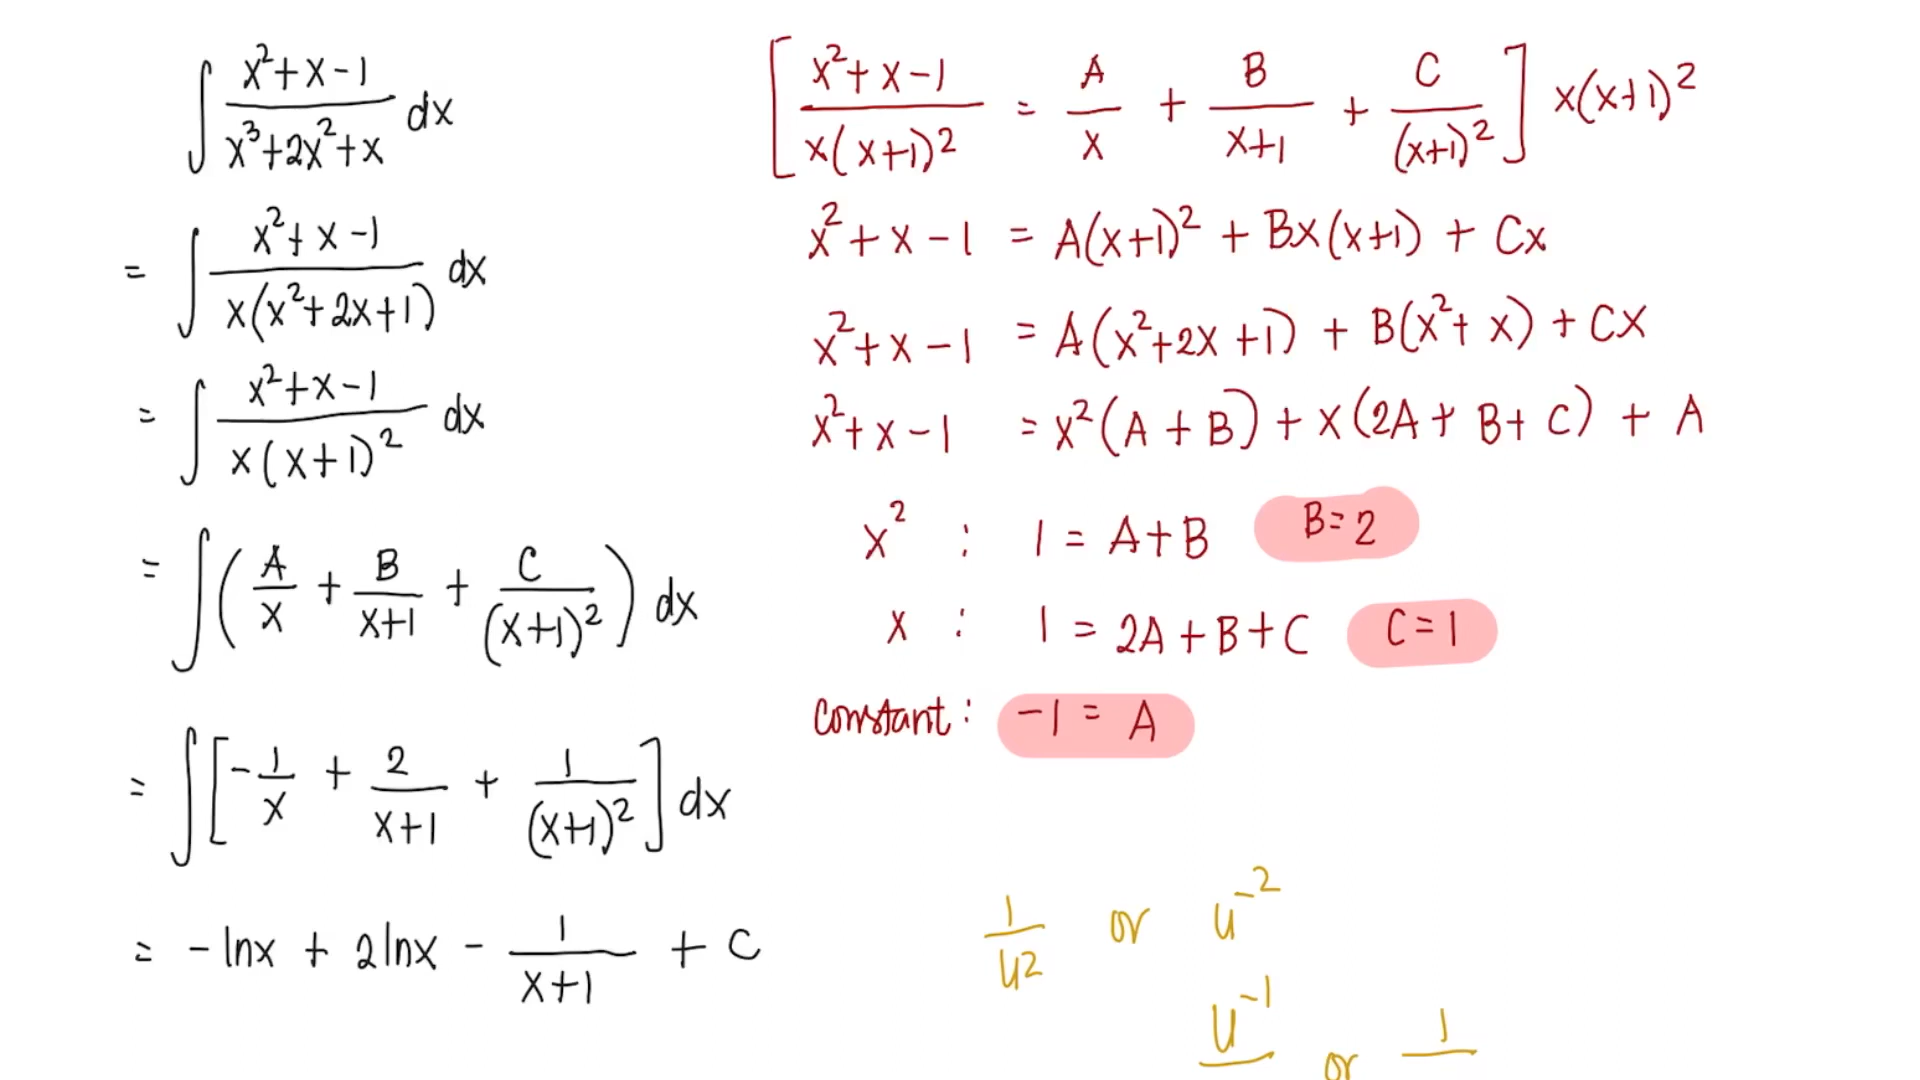 ∫ (x²+x-1)/(x³+2x²+x) dx
= ∫ (x²+x-1)/(x(x²+2x+1)) dx
= ∫ (x²+x-1)/(x(x+1)²) dx
= ∫ (A/x + B/(x+1) + C/(x+1)²) dx
= ∫ [-1/x + 2/(x+1) + 1/(x+1)²] dx
= -lnx + 2lnx - 1/(x+1) + C
[(x²+x-1)/(x(x+1)²) = A/x + B/(x+1) + C/(x+1)²] x(x+1)²
x²+x-1 = A(x+1)² + Bx(x+1) + Cx
x²+x-1 = A(x²+2x+1) + B(x²+x) + Cx
x²+x-1 = x²(A+B) + x(2A+B+C) + A
x² : 1 = A+B B=2
x : 1 = 2A+B+C C=1
Constant: -1 = A
1/u² or u⁻²
u⁻¹ or 1